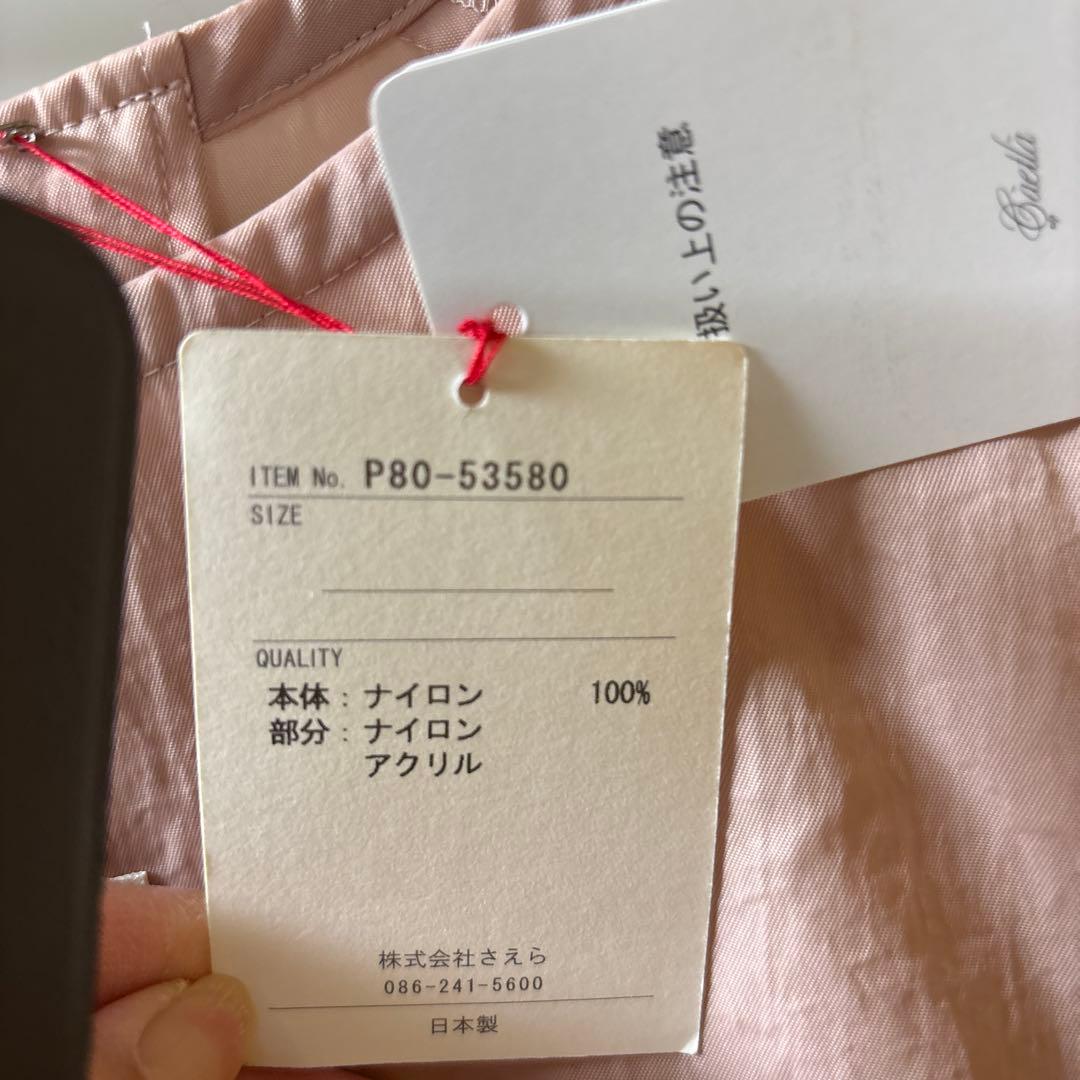 扱い上の注意
ITEM No. P80-53580
SIZE
QUALITY
本体：ナイロン 100%
部分：ナイロン
アクリル
株式会社さえら
086-241-5600
日本製